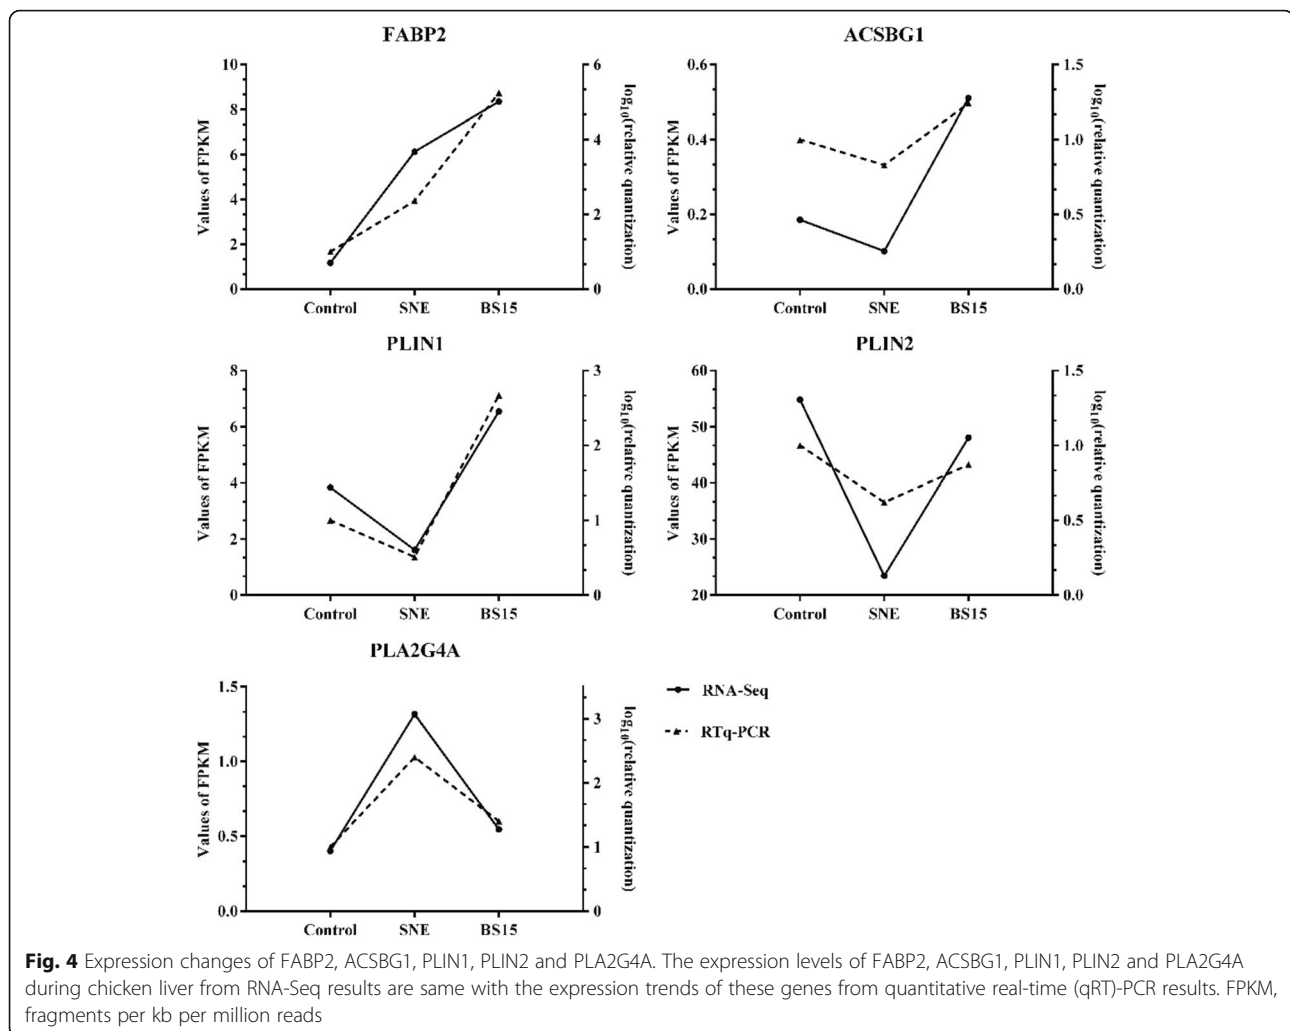 FABP2
10
8
6
4
2
0
Values of FPKM
6
4
2
0
log10(relative quantization)
Control SNE BS15
ACSBG1
0.6
0.4
0.2
0.0
Values of FPKM
1.5
1.0
0.5
0.0
log10(relative quantization)
Control SNE BS15
PLIN1
8
6
4
2
0
Values of FPKM
3
2
1
0
log10(relative quantization)
Control SNE BS15
PLIN2
60
50
40
30
20
Values of FPKM
1.5
1.0
0.5
0.0
log10(relative quantization)
Control SNE BS15
PLA2G4A
1.5
1.0
0.5
0.0
Values of FPKM
3
2
1
0
log10(relative quantization)
Control SNE BS15
RNA-Seq
RTq-PCR
Fig. 4 Expression changes of FABP2, ACSBG1, PLIN1, PLIN2 and PLA2G4A. The expression levels of FABP2, ACSBG1, PLIN1, PLIN2 and PLA2G4A
during chicken liver from RNA-Seq results are same with the expression trends of these genes from quantitative real-time (qRT)-PCR results. FPKM,
fragments per kb per million reads